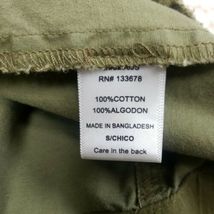 RN# 133678
100%COTTON
100%ALGODON
MADE IN BANGLADESH
S/CHICO
Care in the back